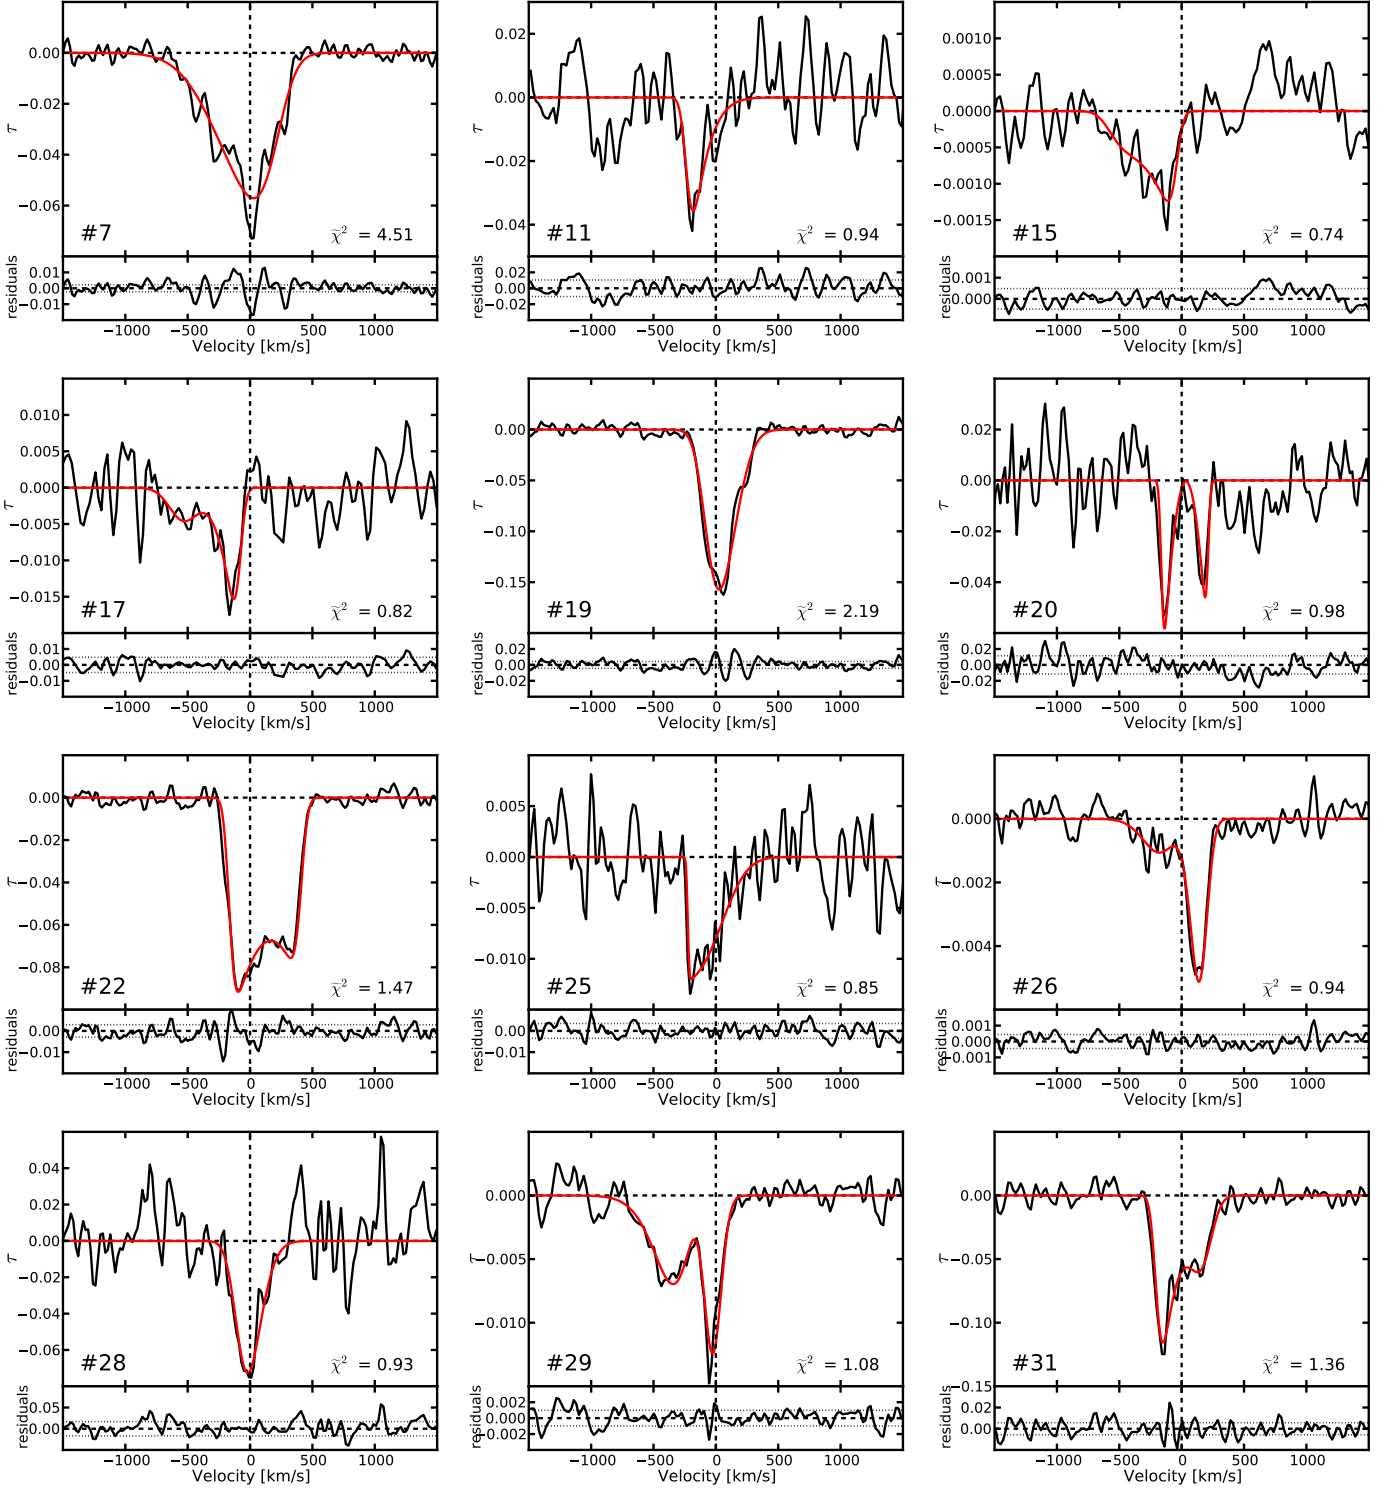 0.00
−0.02
−0.04
−0.06
τ
#7
χ̃² = 4.51
0.01
0.00
−0.01
residuals
−1000 −500 0 500 1000
Velocity [km/s]
0.02
0.00
−0.02
−0.04
τ
#11
χ̃² = 0.94
0.02
0.00
−0.02
residuals
−1000 −500 0 500 1000
Velocity [km/s]
0.0010
0.0005
0.0000
−0.0005
−0.0010
−0.0015
τ
#15
χ̃² = 0.74
0.001
0.000
residuals
−1000 −500 0 500 1000
Velocity [km/s]
0.010
0.005
0.000
−0.005
−0.010
−0.015
τ
#17
χ̃² = 0.82
0.01
0.00
−0.01
residuals
−1000 −500 0 500 1000
Velocity [km/s]
0.00
−0.05
−0.10
−0.15
τ
#19
χ̃² = 2.19
0.02
0.00
−0.02
residuals
−1000 −500 0 500 1000
Velocity [km/s]
0.02
0.00
−0.02
−0.04
τ
#20
χ̃² = 0.98
0.02
0.00
−0.02
residuals
−1000 −500 0 500 1000
Velocity [km/s]
0.00
−0.02
−0.04
−0.06
−0.08
τ
#22
χ̃² = 1.47
0.00
−0.01
residuals
−1000 −500 0 500 1000
Velocity [km/s]
0.005
0.000
−0.005
−0.010
τ
#25
χ̃² = 0.85
0.00
−0.01
residuals
−1000 −500 0 500 1000
Velocity [km/s]
0.000
−0.002
−0.004
τ
#26
χ̃² = 0.94
0.001
0.000
−0.001
residuals
−1000 −500 0 500 1000
Velocity [km/s]
0.04
0.02
0.00
−0.02
−0.04
−0.06
τ
#28
χ̃² = 0.93
0.05
0.00
residuals
−1000 −500 0 500 1000
Velocity [km/s]
0.000
−0.005
−0.010
τ
#29
χ̃² = 1.08
0.002
0.000
−0.002
residuals
−1000 −500 0 500 1000
Velocity [km/s]
0.00
−0.05
−0.10
−0.15
τ
#31
χ̃² = 1.36
0.02
0.00
residuals
−1000 −500 0 500 1000
Velocity [km/s]